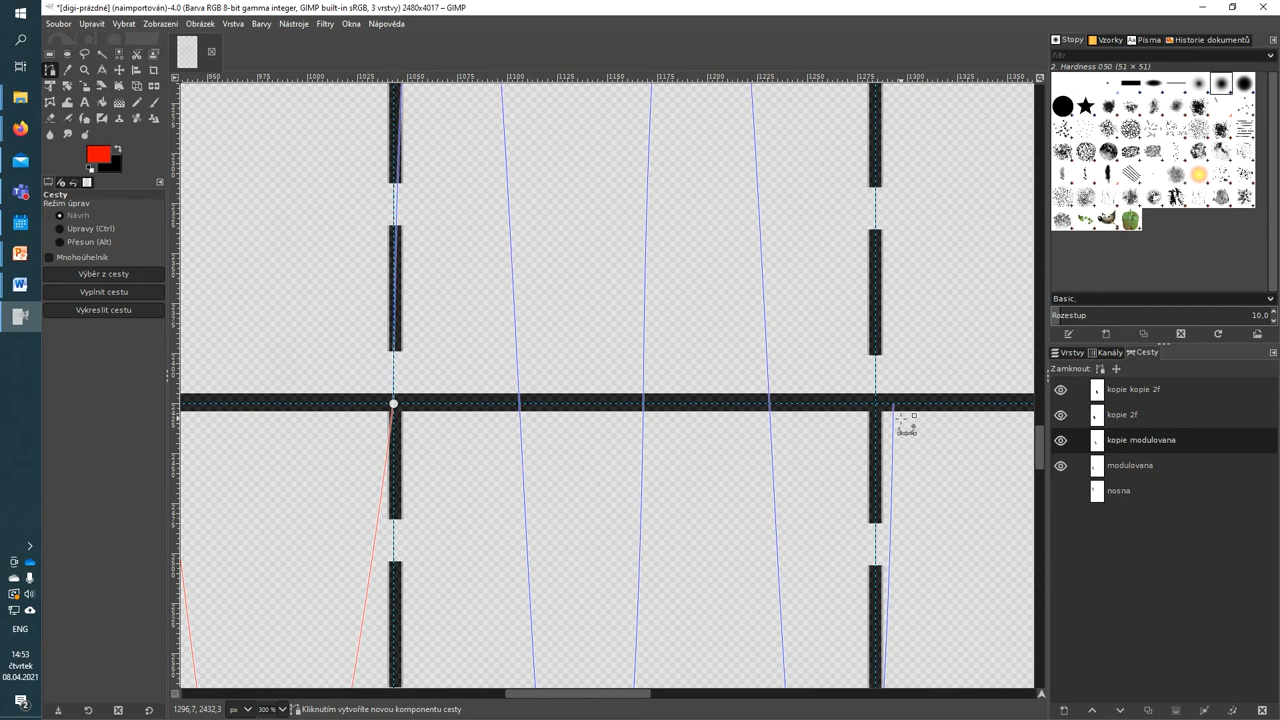 *[digi-prázdné] (naimportován)-4.0 (Barva RGB 8-bit gamma integer, GIMP built-in sRGB, 3 vrstvy) 2480x4017 – GIMP
Soubor Upravit Vybrat Zobrazení Obrázek Vrstva Barvy Nástroje Filtry Okna Nápověda
Stopy Vzorky Písma Historie dokumentů
filtr
2. Hardness 050 (51 × 51)
950 975 1000 1025 1050 1075 1100 1125 1150 1175 1200 1225 1250 1275 1300 1325 1350
Cesty
Režim úprav
Návrh
Úpravy (Ctrl)
Přesun (Alt)
Mnohoúhelník
Výběr z cesty
Vyplnit cestu
Vykreslit cestu
Basic,
Rozestup 10,0
Vrstvy Kanály Cesty
Zamknout:
kopie kopie 2f
kopie 2f
kopie modulovana
modulovana
nosna
ENG
14:53
čtvrtek
08.04.2021
2
1296,7, 2432,3 px 300 % Kliknutím vytvoříte novou komponentu cesty